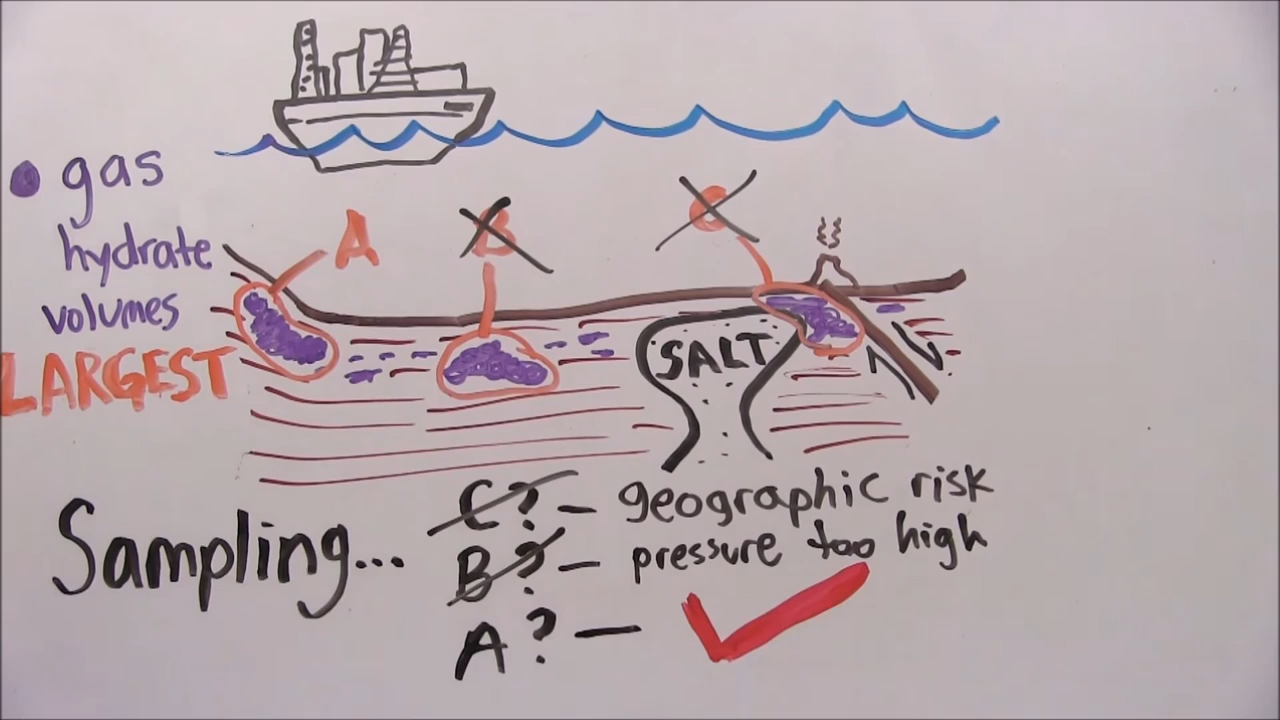 gas
hydrate
volumes
LARGEST
A
B
C
SALT
Sampling...
C? - geographic risk
B? - pressure too high
A? -